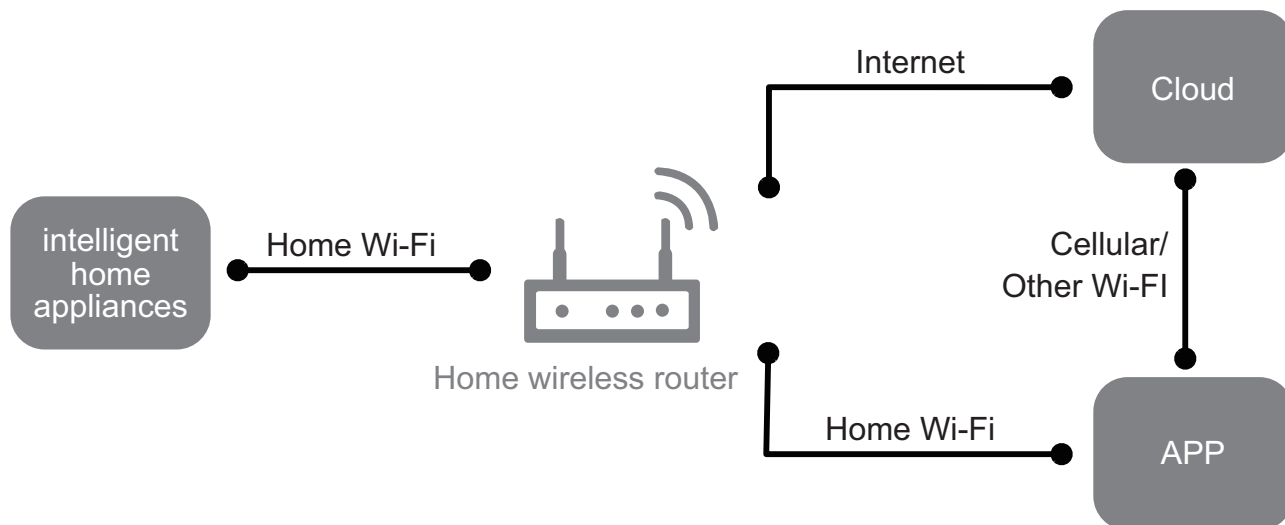 Internet
Cloud
intelligent
home
appliances
Home Wi-Fi
Cellular/
Other Wi-FI
Home wireless router
Home Wi-Fi
APP